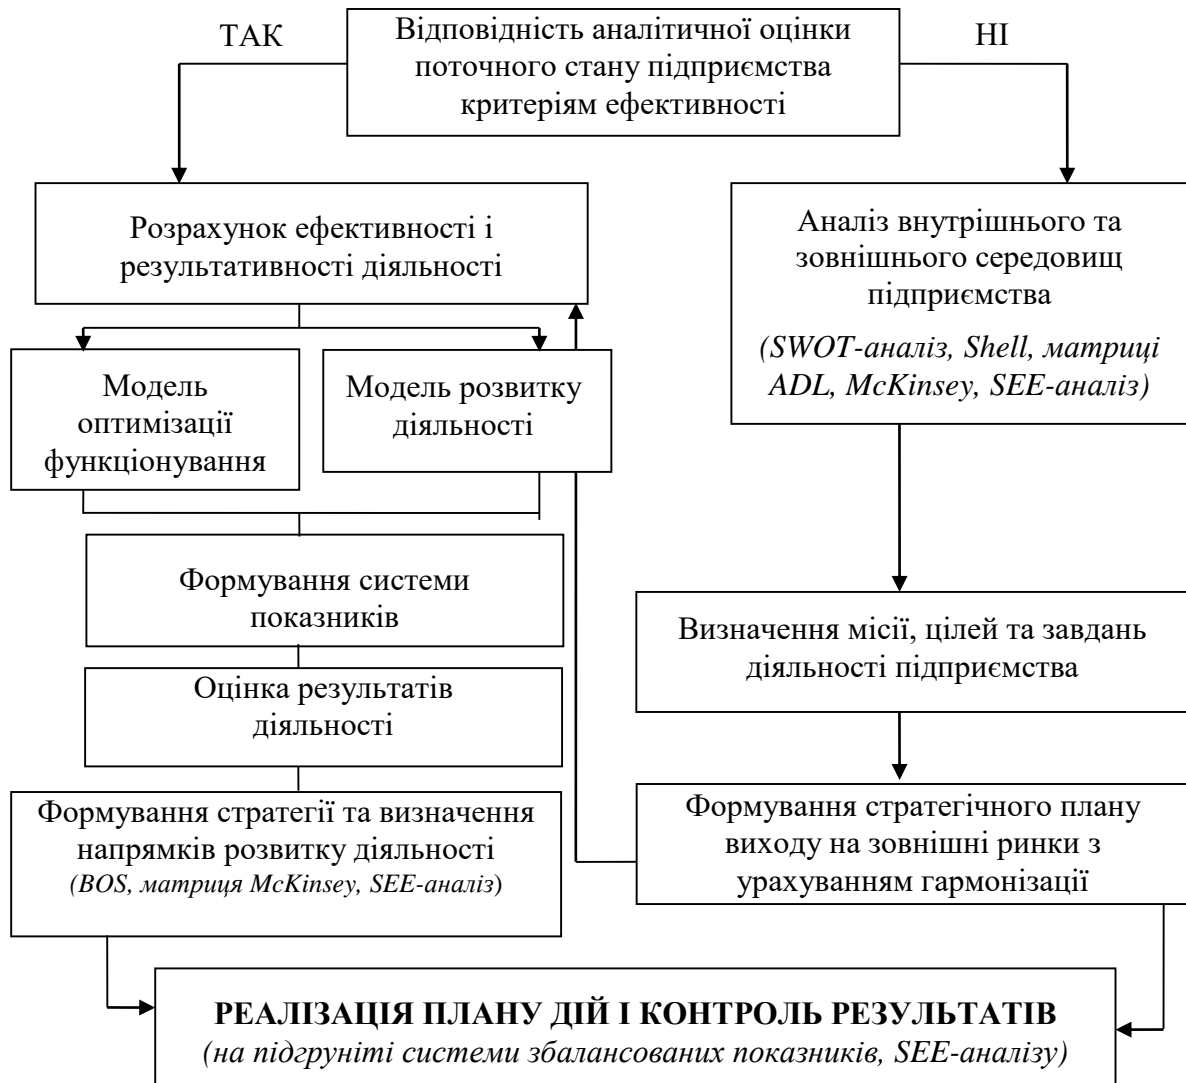 ТАК
Відповідність аналітичної оцінки
поточного стану підприємства
критеріям ефективності
НІ
Розрахунок ефективності і
результативності діяльності
Аналіз внутрішнього та
зовнішнього середовищ
підприємства
(SWOT-аналіз, Shell, матриці
ADL, McKinsey, SEE-аналіз)
Модель
оптимізації
функціонування
Модель розвитку
діяльності
Формування системи
показників
Визначення місії, цілей та завдань
діяльності підприємства
Оцінка результатів
діяльності
Формування стратегії та визначення
напрямків розвитку діяльності
(BOS, матриця McKinsey, SEE-аналіз)
Формування стратегічного плану
виходу на зовнішні ринки з
урахуванням гармонізації
РЕАЛІЗАЦІЯ ПЛАНУ ДІЙ І КОНТРОЛЬ РЕЗУЛЬТАТІВ
(на підгруніті системи збалансованих показників, SEE-аналізу)